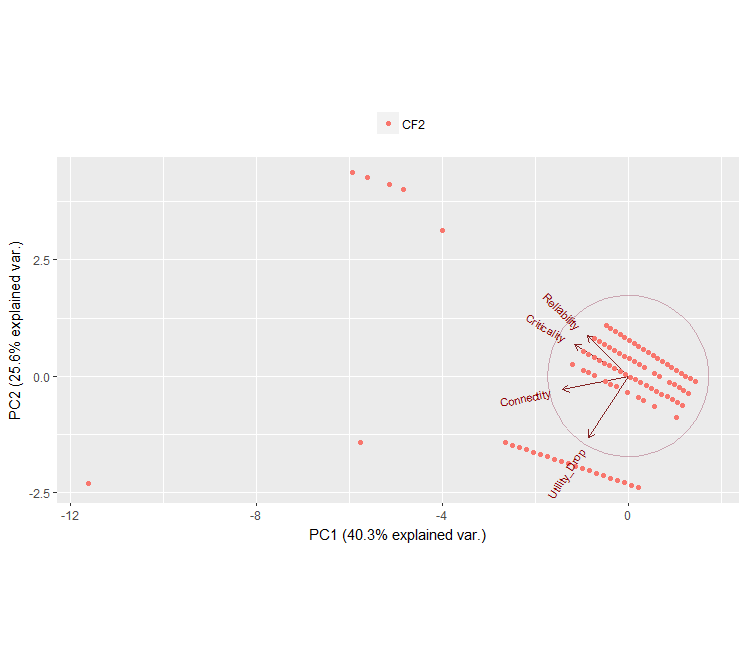 CF2
PC2 (25.6% explained var.)
2.5
0.0
-2.5
Reliability
Criticality
Connectity
Utility_Drop
-12
-8
-4
0
PC1 (40.3% explained var.)